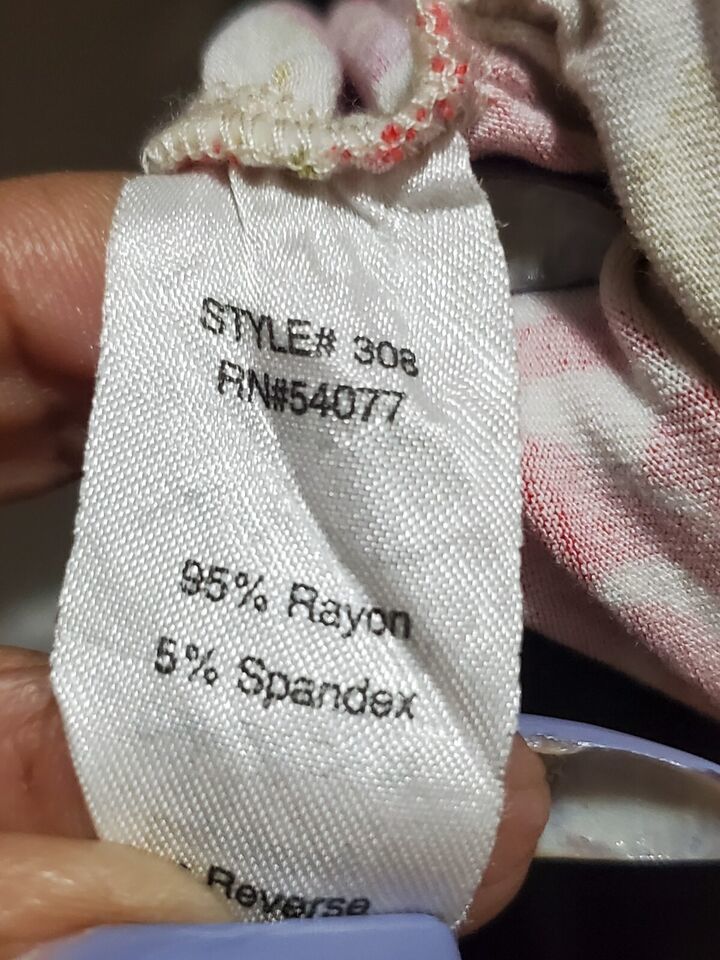 STYLE# 308
RN#54077
95% Rayon
5% Spandex
Reverse